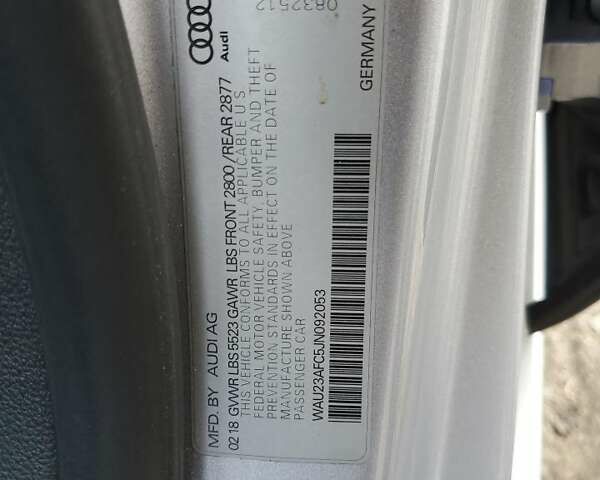 MFD. BY AUDI AG
Audi
0832512
02 18 GVWR LBS 5523 GAWR LBS FRONT 2800 / REAR 2877
THIS VEHICLE CONFORMS TO ALL APPLICABLE U S
FEDERAL MOTOR VEHICLE SAFETY, BUMPER AND THEFT
PREVENTION STANDARDS IN EFFECT ON THE DATE OF
MANUFACTURE SHOWN ABOVE
PASSENGER CAR
GERMANY
WAU23AFC5JN092053